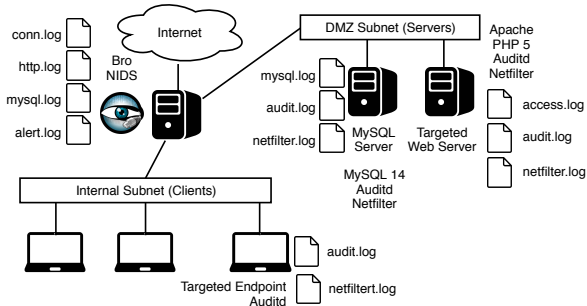 conn.log
http.log
mysql.log
alert.log
Bro
NIDS
Internet
DMZ Subnet (Servers)
mysql.log
audit.log
netfilter.log
MySQL
Server
MySQL 14
Auditd
Netfilter
Targeted
Web Server
Apache
PHP 5
Auditd
Netfilter
access.log
audit.log
netfilter.log
Internal Subnet (Clients)
Targeted Endpoint
Auditd
audit.log
netfiltert.log